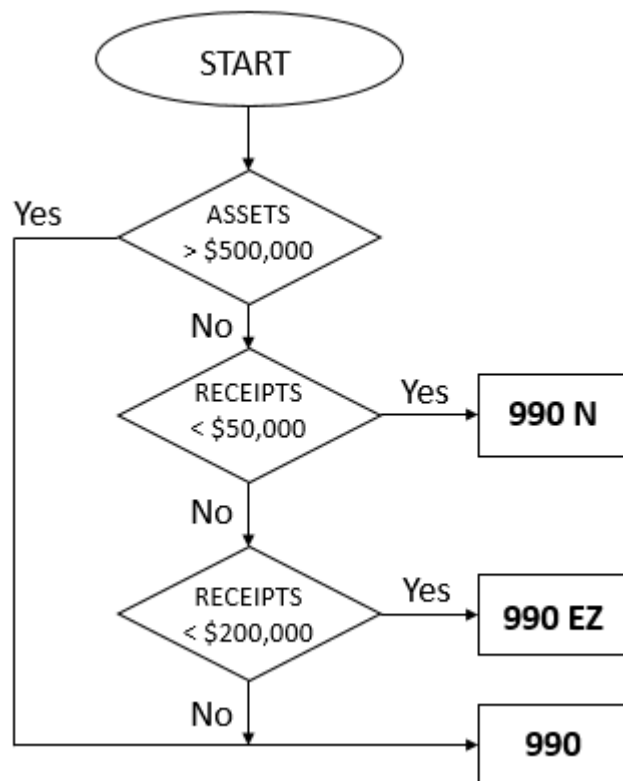 START
Yes
ASSETS
> $500,000
No
RECEIPTS
< $50,000
Yes
990 N
No
RECEIPTS
< $200,000
Yes
990 EZ
No
990